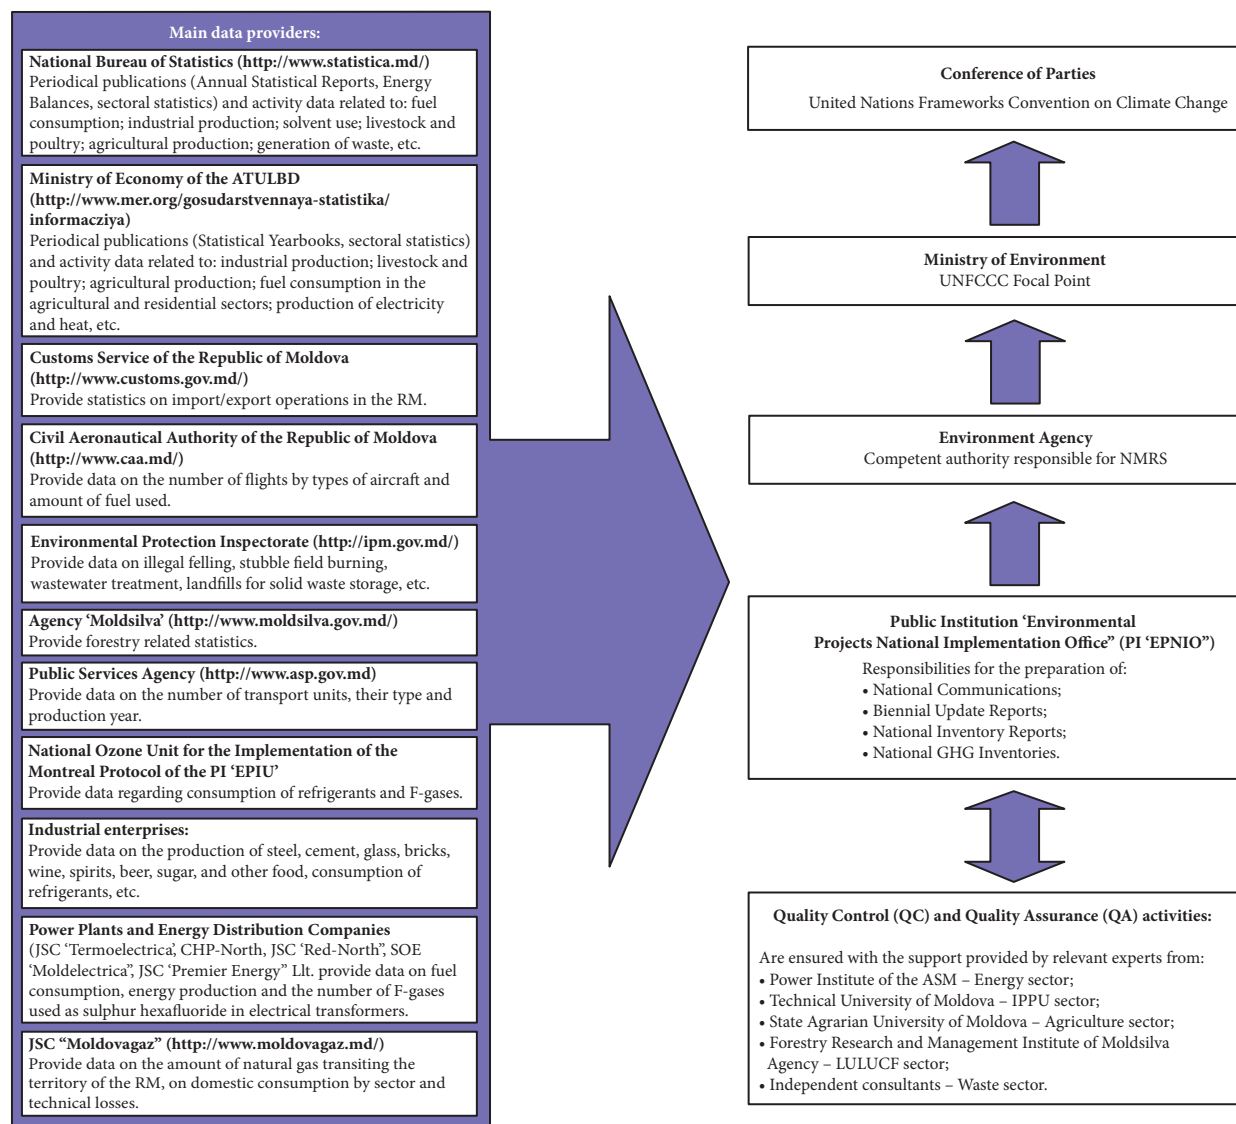 Main data providers:
National Bureau of Statistics (http://www.statistica.md/)
Periodical publications (Annual Statistical Reports, Energy
Balances, sectoral statistics) and activity data related to: fuel
consumption; industrial production; solvent use; livestock and
poultry; agricultural production; generation of waste, etc.
Ministry of Economy of the ATULBD
(http://www.mer.org/gosudarstvennaya-statistika/
informacziya)
Periodical publications (Statistical Yearbooks, sectoral statistics)
and activity data related to: industrial production; livestock and
poultry; agricultural production; fuel consumption in the
agricultural and residential sectors; production of electricity
and heat, etc.
Customs Service of the Republic of Moldova
(http://www.customs.gov.md/)
Provide statistics on import/export operations in the RM.
Civil Aeronautical Authority of the Republic of Moldova
(http://www.caa.md/)
Provide data on the number of flights by types of aircraft and
amount of fuel used.
Environmental Protection Inspectorate (http://ipm.gov.md/)
Provide data on illegal felling, stubble field burning,
wastewater treatment, landfills for solid waste storage, etc.
Agency ‘Moldsilva’ (http://www.moldsilva.gov.md/)
Provide forestry related statistics.
Public Services Agency (http://www.asp.gov.md)
Provide data on the number of transport units, their type and
production year.
National Ozone Unit for the Implementation of the
Montreal Protocol of the PI ‘EPIU’
Provide data regarding consumption of refrigerants and F-gases.
Industrial enterprises:
Provide data on the production of steel, cement, glass, bricks,
wine, spirits, beer, sugar, and other food, consumption of
refrigerants, etc.
Power Plants and Energy Distribution Companies
(JSC ‘Termoelectrica’, CHP-North, JSC ‘Red-North”, SOE
‘Moldelectrica”, JSC ‘Premier Energy” Llt. provide data on fuel
consumption, energy production and the number of F-gases
used as sulphur hexafluoride in electrical transformers.
JSC “Moldovagaz” (http://www.moldovagaz.md/)
Provide data on the amount of natural gas transiting the
territory of the RM, on domestic consumption by sector and
technical losses.
Conference of Parties
United Nations Frameworks Convention on Climate Change
Ministry of Environment
UNFCCC Focal Point
Environment Agency
Competent authority responsible for NMRS
Public Institution ‘Environmental
Projects National Implementation Office” (PI ‘EPNIO”)
Responsibilities for the preparation of:
• National Communications;
• Biennial Update Reports;
• National Inventory Reports;
• National GHG Inventories.
Quality Control (QC) and Quality Assurance (QA) activities:
Are ensured with the support provided by relevant experts from:
• Power Institute of the ASM – Energy sector;
• Technical University of Moldova – IPPU sector;
• State Agrarian University of Moldova – Agriculture sector;
• Forestry Research and Management Institute of Moldsilva
Agency – LULUCF sector;
• Independent consultants – Waste sector.